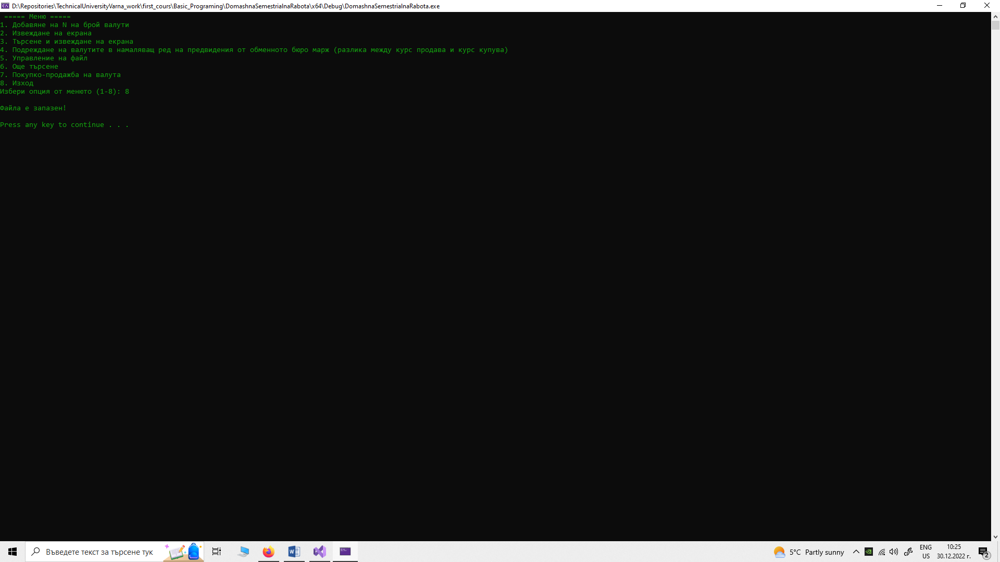 D:\Repositories\TechnicalUniversityVarna_work\first_cours\Basic_Programing\DomashnaSemestrialnaRabota\x64\Debug\DomashnaSemestrialnaRabota.exe
===== Меню =====
1. Добавяне на N на брой валути
2. Извеждане на екрана
3. Търсене и извеждане на екрана
4. Подреждане на валутите в намаляващ ред на предвидения от обменното бюро марж (разлика между курс продава и курс купува)
5. Управление на файл
6. Още търсене
7. Покупко-продажба на валута
8. Изход
Избери опция от менюто (1-8): 8
Файла е запазен!
Press any key to continue . . .
Въведете текст за търсене тук
5°C Partly sunny
ENG
US
10:25
30.12.2022 г.
2